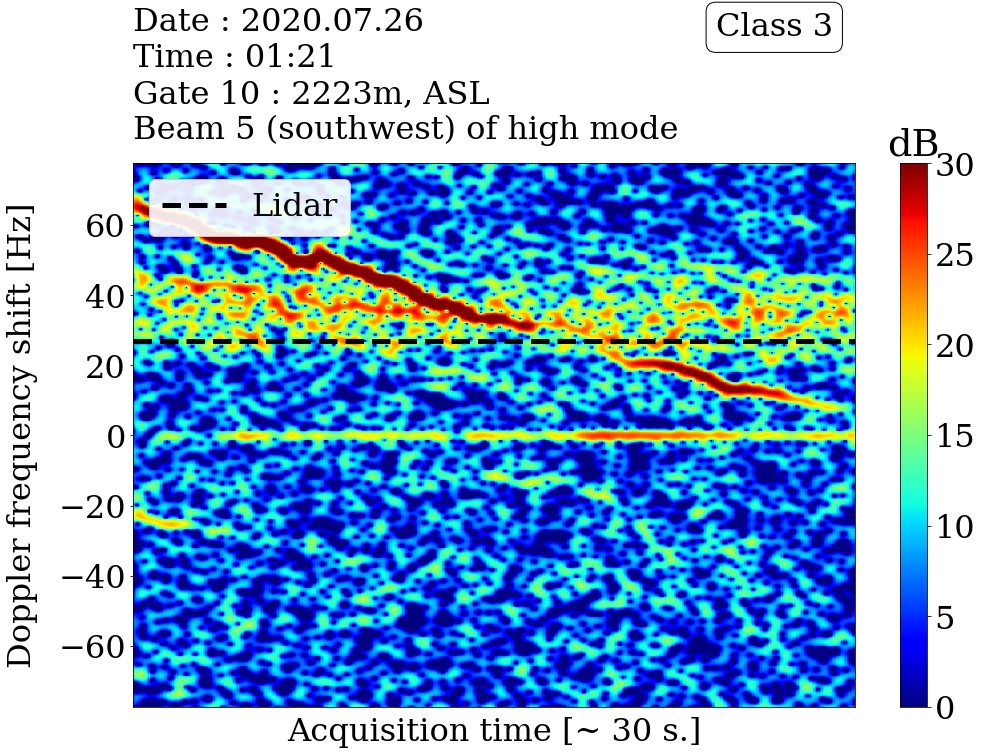 Date : 2020.07.26
Time : 01:21
Gate 10 : 2223m, ASL
Beam 5 (southwest) of high mode
Class 3
dB
Lidar
Doppler frequency shift [Hz]
60
40
20
0
−20
−40
−60
30
25
20
15
10
5
0
Acquisition time [~ 30 s.]